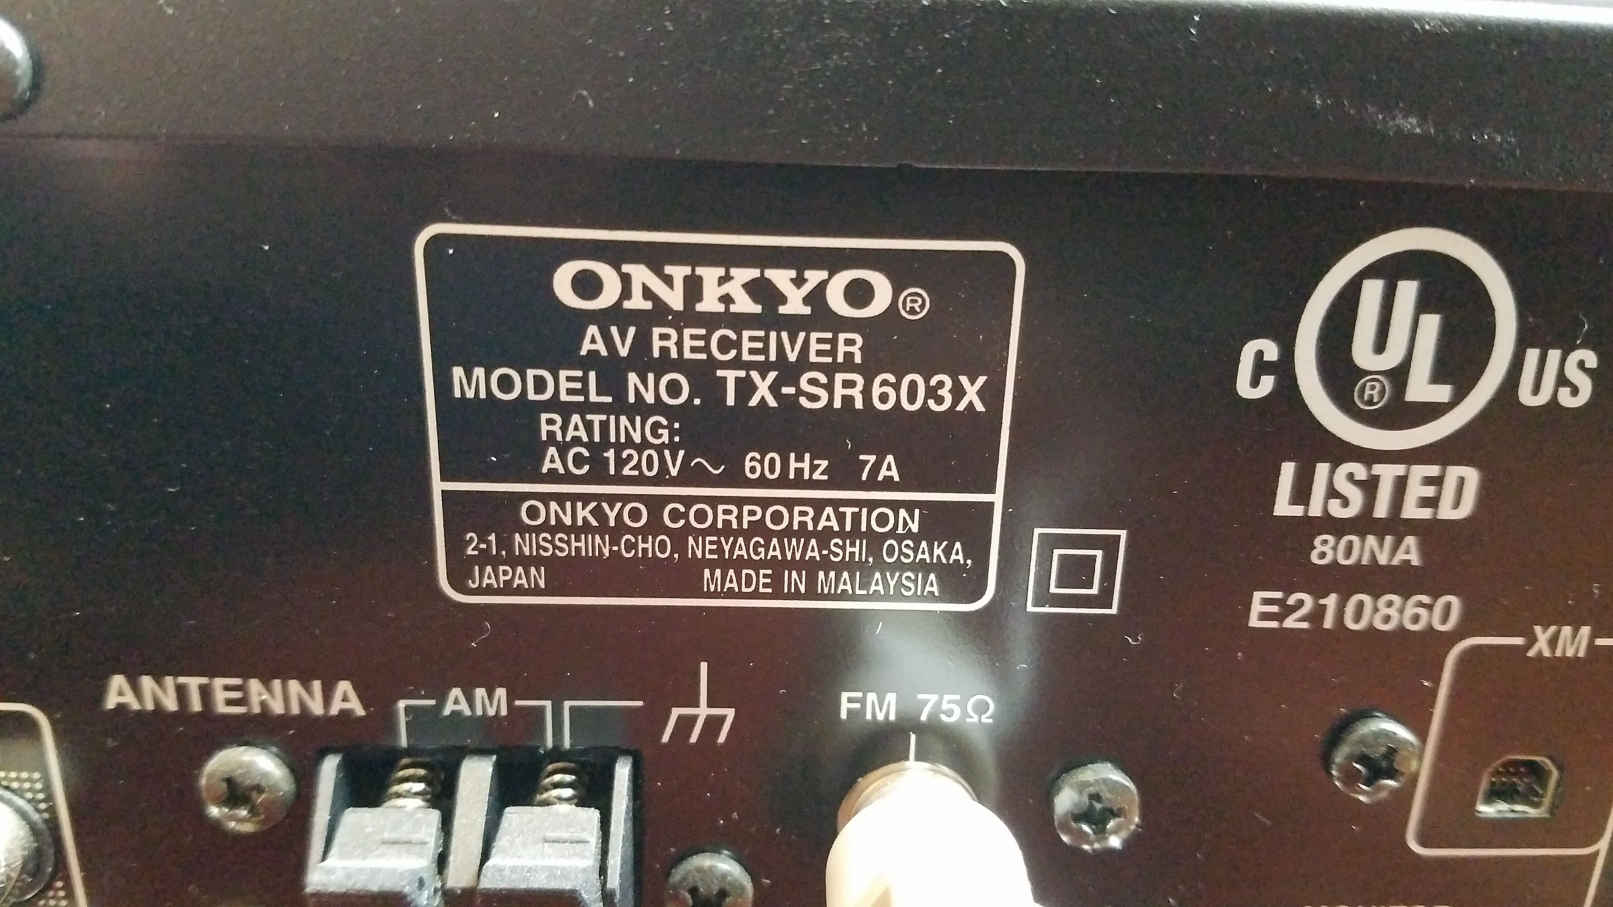 ONKYO®
AV RECEIVER
MODEL NO. TX-SR603X
RATING:
AC 120V～ 60Hz 7A
ONKYO CORPORATION
2-1, NISSHIN-CHO, NEYAGAWA-SHI, OSAKA,
JAPAN MADE IN MALAYSIA
C UL® US
LISTED
80NA
E210860
XM
ANTENNA AM FM 75Ω